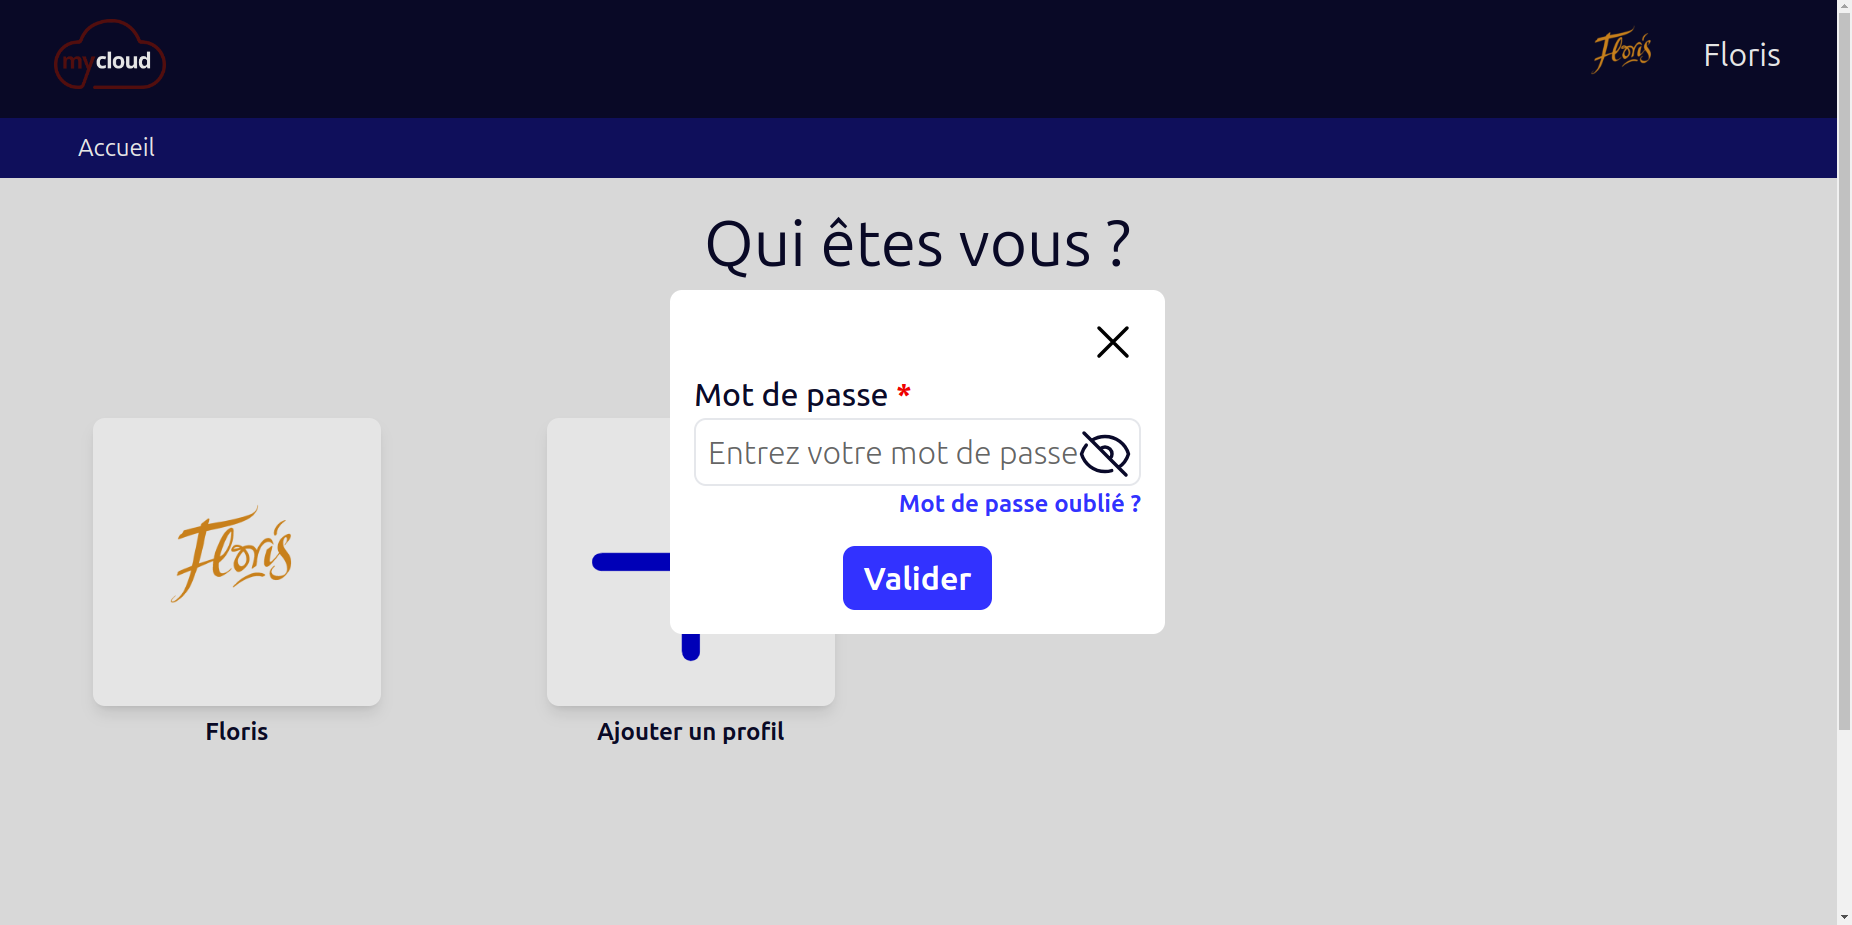 mycloud
Floris
Floris
Accueil
Qui êtes vous ?
Mot de passe *
Entrez votre mot de passe
Mot de passe oublié ?
Valider
Floris
Floris
Ajouter un profil